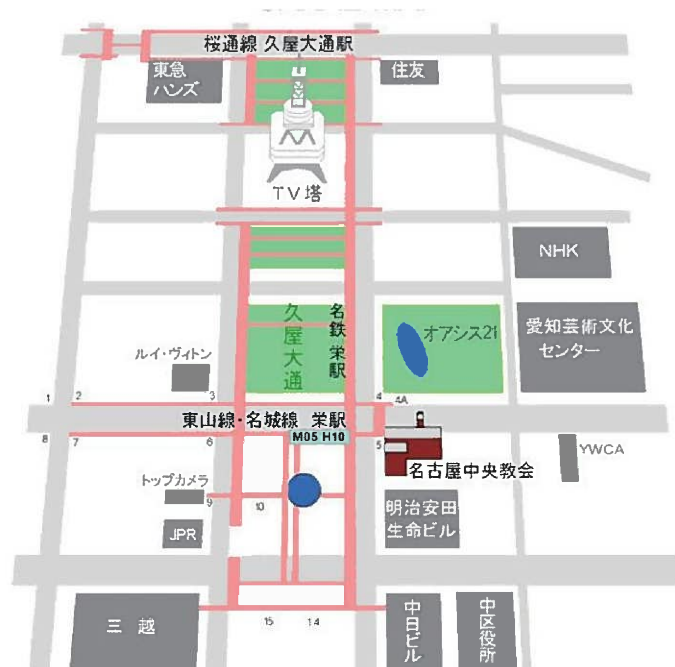 桜通線 久屋大通駅
東急
ハンズ
住友
TV塔
NHK
久屋大通
名鉄 栄駅
オアシス21
愛知芸術文化
センター
ルイ・ヴィトン
1
2
3
4
4A
東山線・名城線 栄駅
8
7
6
M05 H10
5
名古屋中央教会
YWCA
トップカメラ
9
10
明治安田
生命ビル
JPR
三越
15
14
中日ビル
中区役所